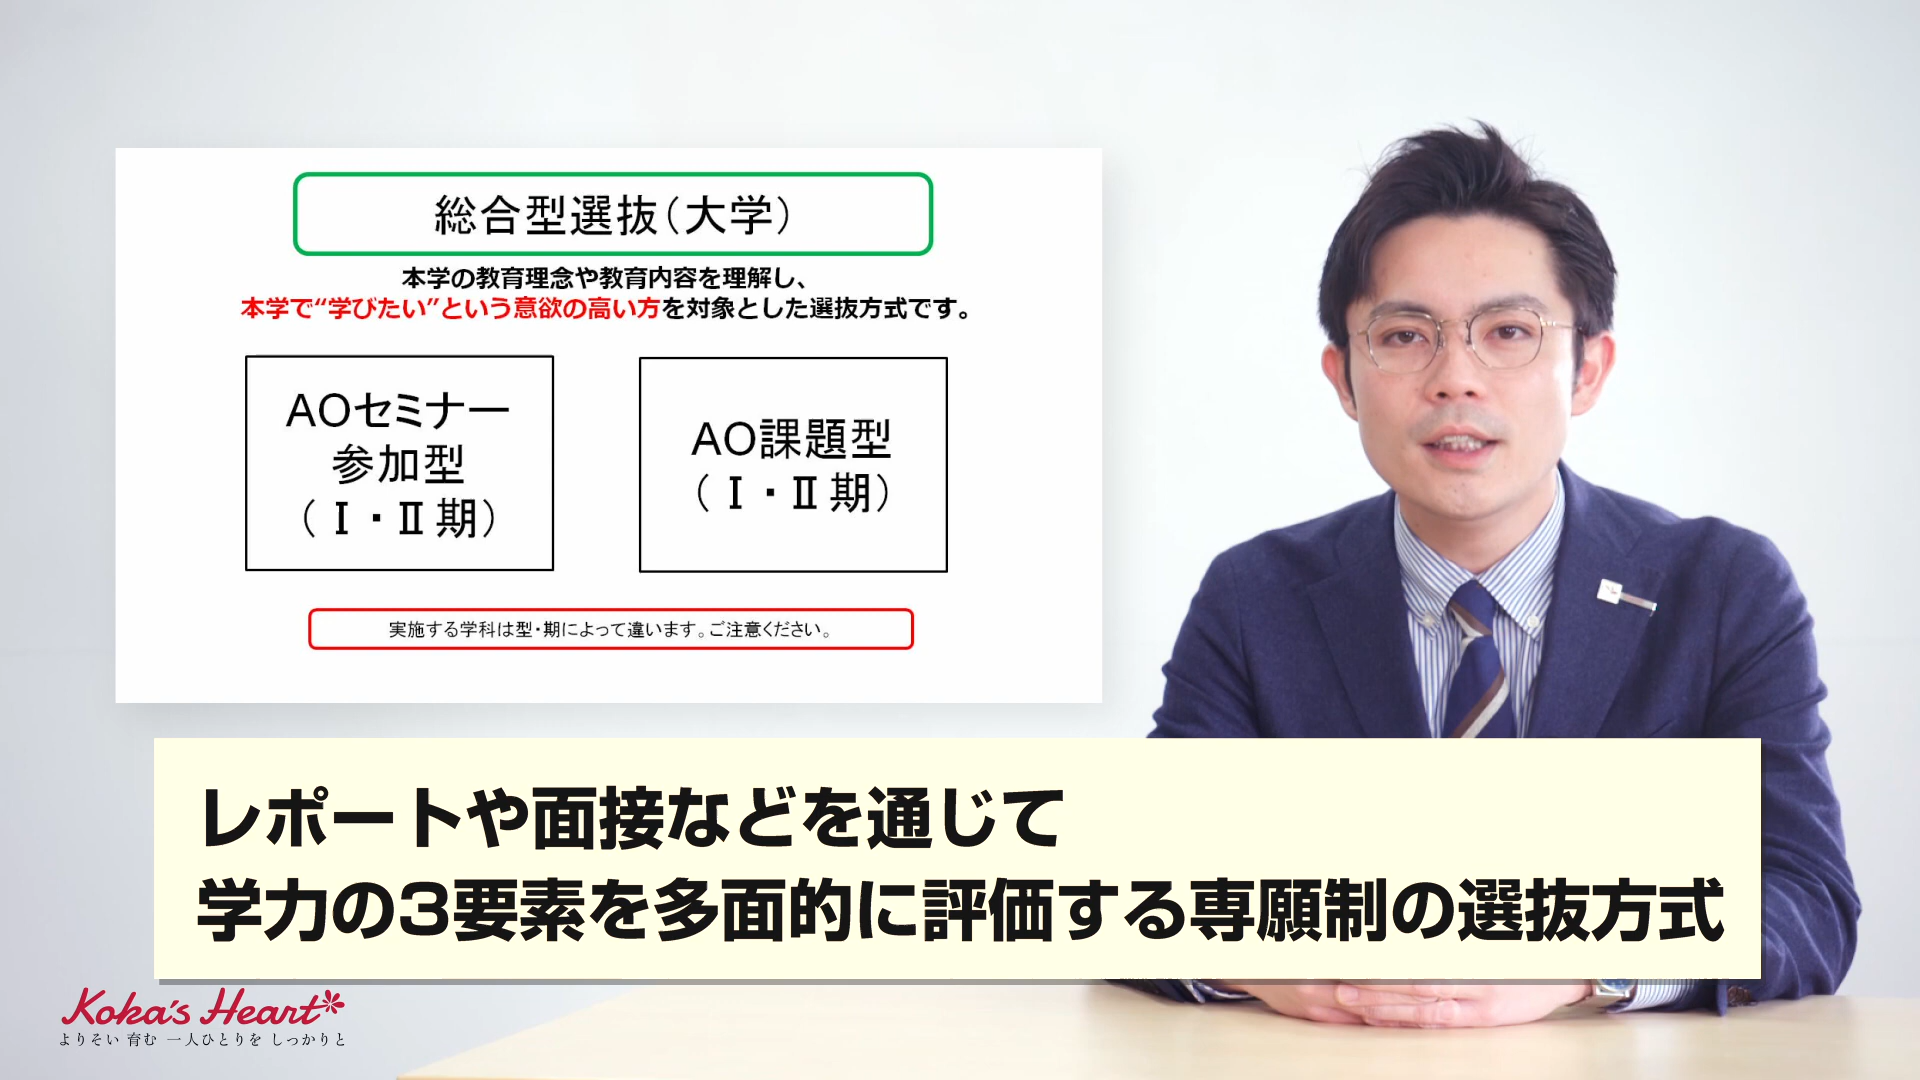 総合型選抜（大学）
本学の教育理念や教育内容を理解し、
本学で“学びたい”という意欲の高い方を対象とした選抜方式です。
AOセミナー
参加型
（Ⅰ・Ⅱ期）
AO課題型
（Ⅰ・Ⅱ期）
実施する学科は型・期によって違います。ご注意ください。
レポートや面接などを通じて
学力の3要素を多面的に評価する専願制の選抜方式
Koka's Heart*
よりそい 育む 一人ひとりを しっかりと